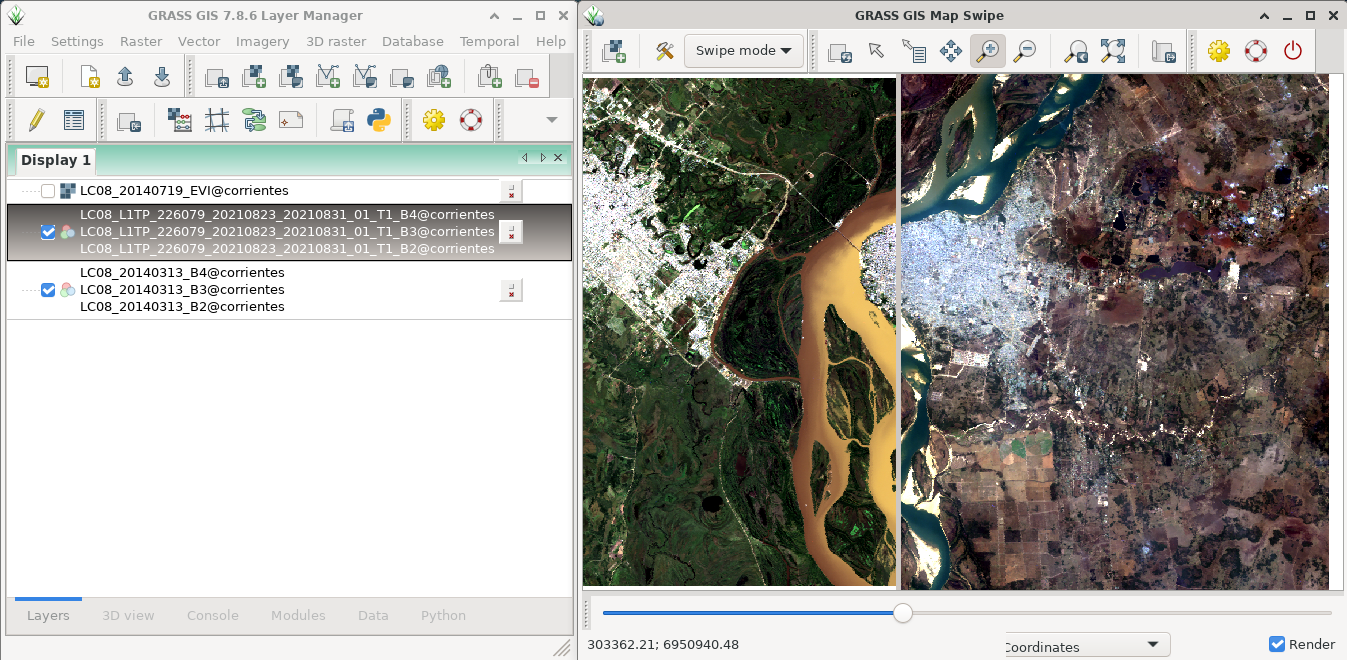 GRASS GIS 7.8.6 Layer Manager
File Settings Raster Vector Imagery 3D raster Database Temporal Help
Display 1
LC08_20140719_EVI@corrientes
LC08_L1TP_226079_20210823_20210831_01_T1_B4@corrientes
LC08_L1TP_226079_20210823_20210831_01_T1_B3@corrientes
LC08_L1TP_226079_20210823_20210831_01_T1_B2@corrientes
LC08_20140313_B4@corrientes
LC08_20140313_B3@corrientes
LC08_20140313_B2@corrientes
Layers 3D view Console Modules Data Python
GRASS GIS Map Swipe
Swipe mode
303362.21; 6950940.48
Coordinates
Render